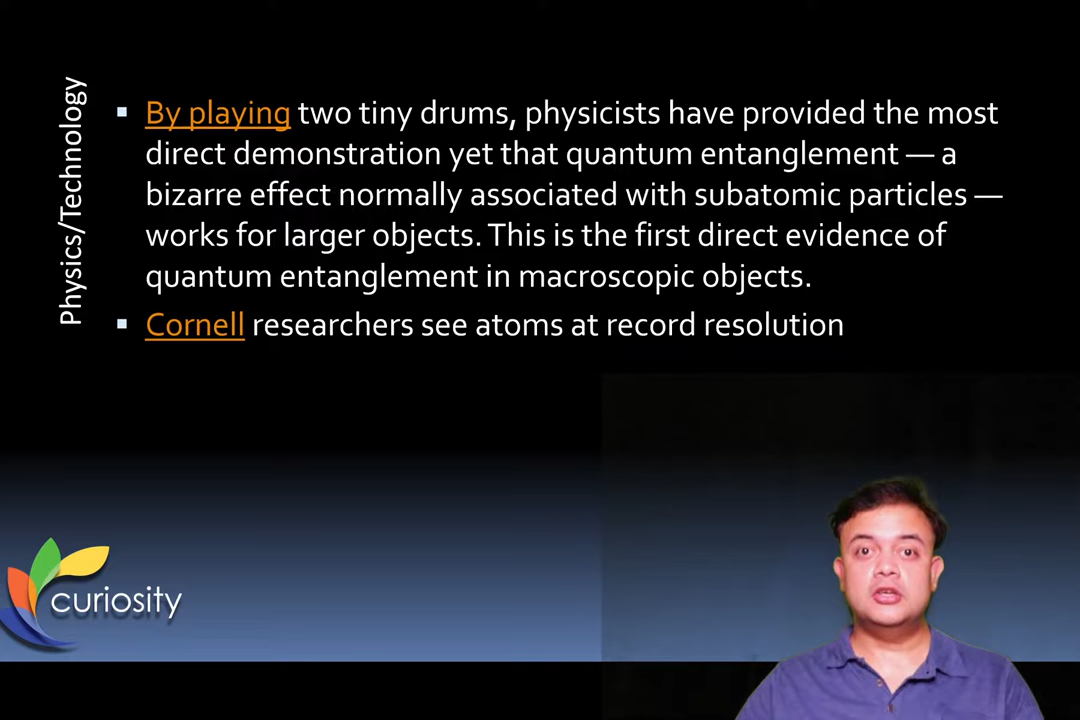 Physics/Technology
▪ By playing two tiny drums, physicists have provided the most
direct demonstration yet that quantum entanglement — a
bizarre effect normally associated with subatomic particles —
works for larger objects. This is the first direct evidence of
quantum entanglement in macroscopic objects.
▪ Cornell researchers see atoms at record resolution
curiosity